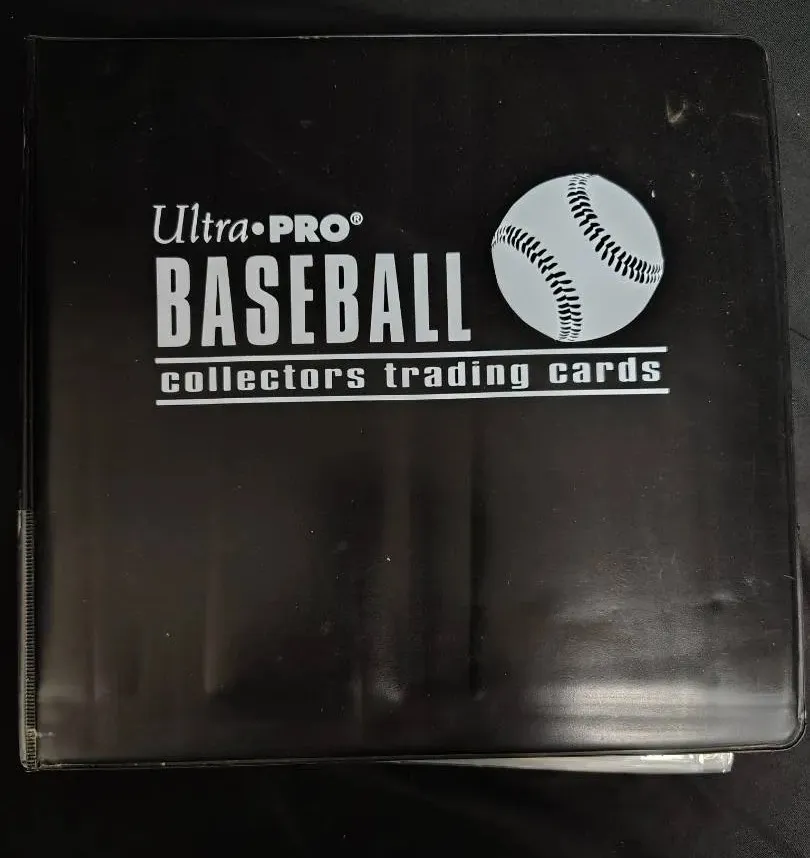 Ultra•PRO®
BASEBALL
collectors trading cards